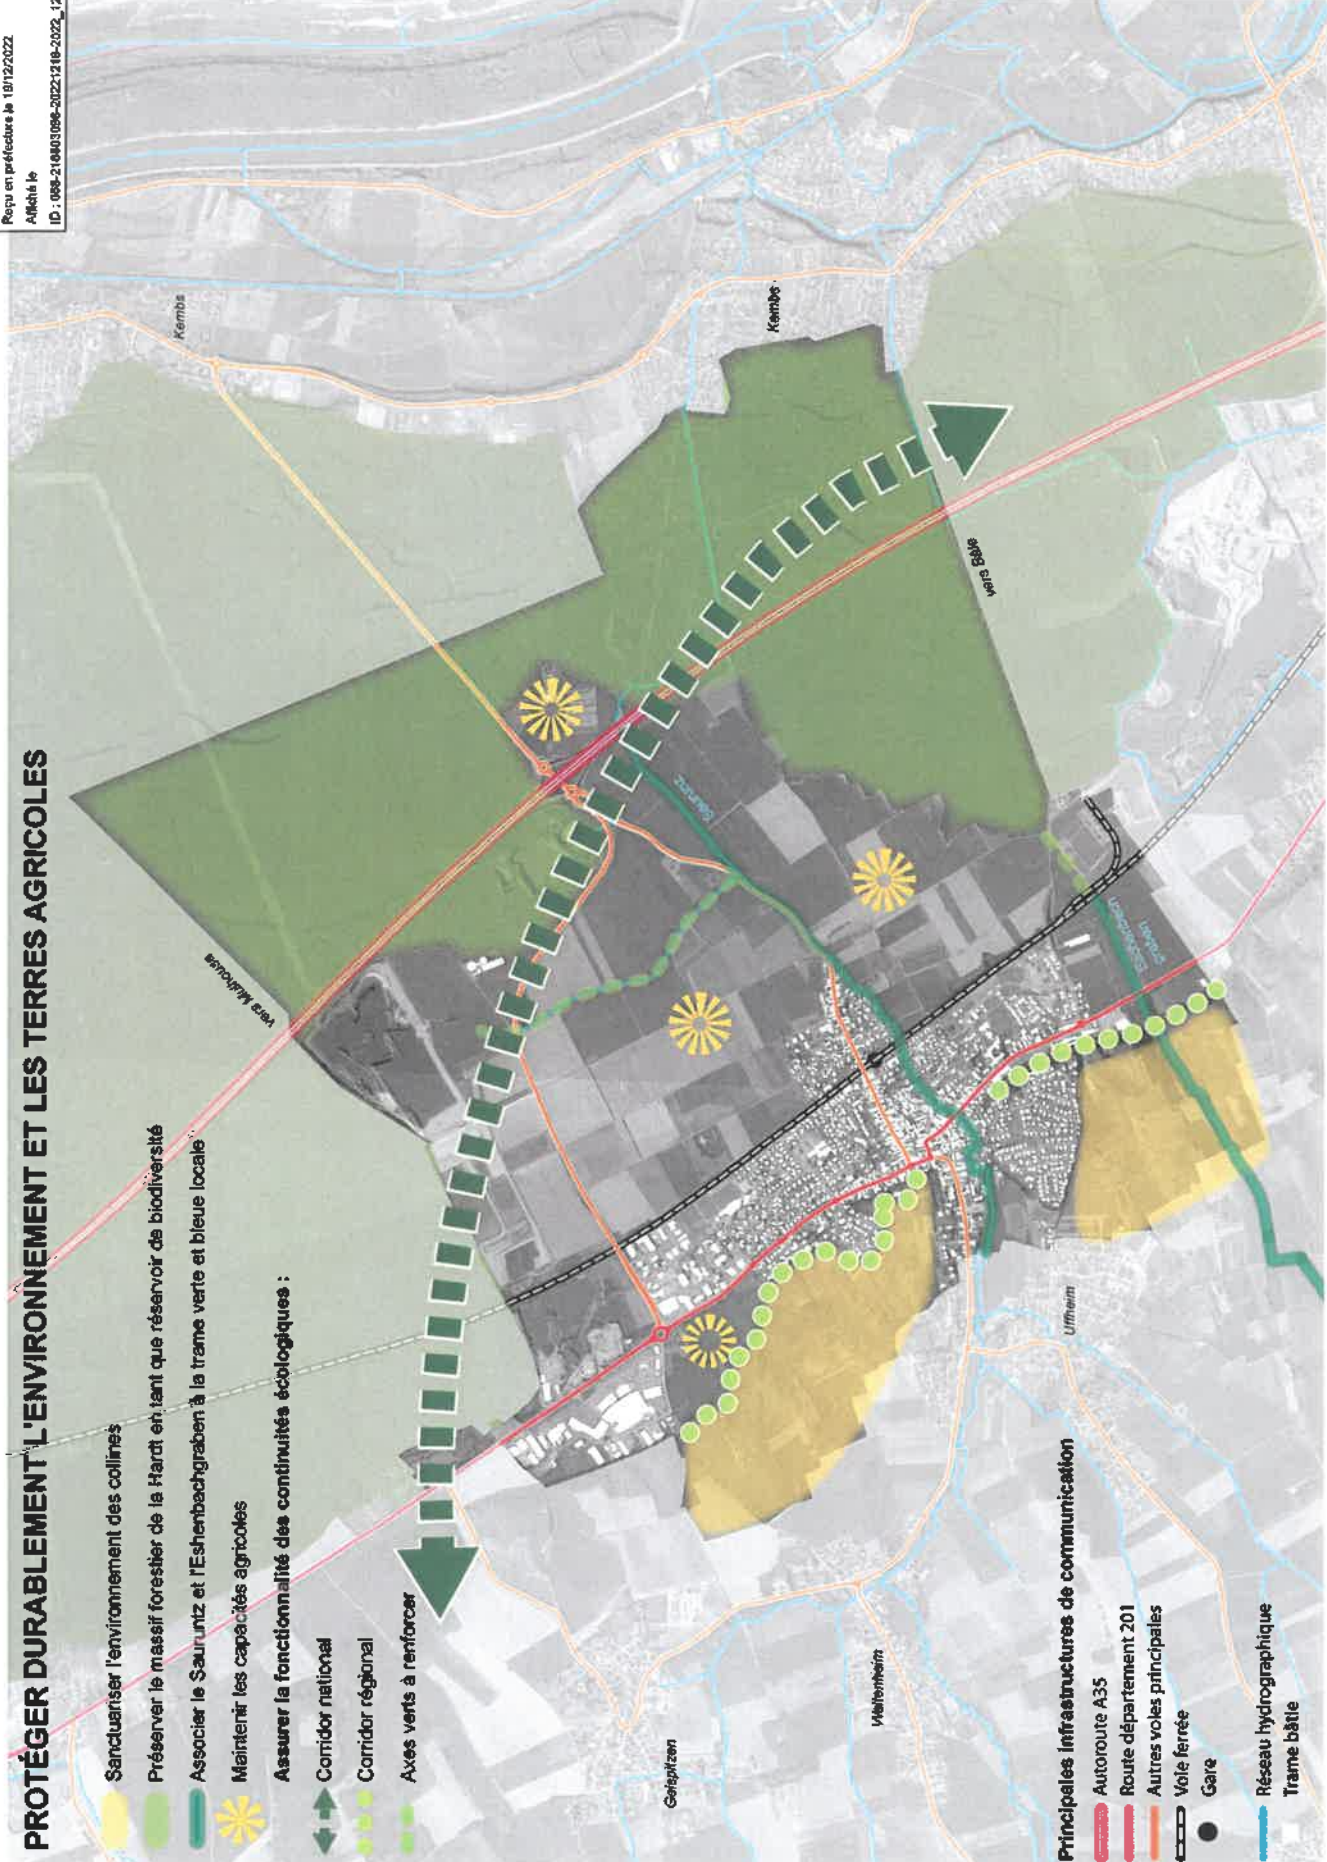 Reçu en préfecture le 19/12/2022
Affiché le
PROTÉGER DURABLEMENT L'ENVIRONNEMENT ET LES TERRES AGRICOLES
Sanctuariser l'environnement des collines
Préserver le massif forestier de la Hardt en tant que réservoir de biodiversité
Associer le Sauruntz et l'Eshenbachgraben à la trame verte et bleue locale
Maintenir les capacités agricoles
Assurer la fonctionnalité des continuités écologiques :
Corridor national
Corridor régional
Axes verts à renforcer
Kembs
Kembs
vers Mulhouse
vers Bâle
Sauruntz
graben
Uffheim
Waltenheim
Geispitzen
Principales infrastructures de communication
Autoroute A35
Route département 201
Autres voies principales
Voie ferrée
Gare
Réseau hydrographique
Trame bâtie